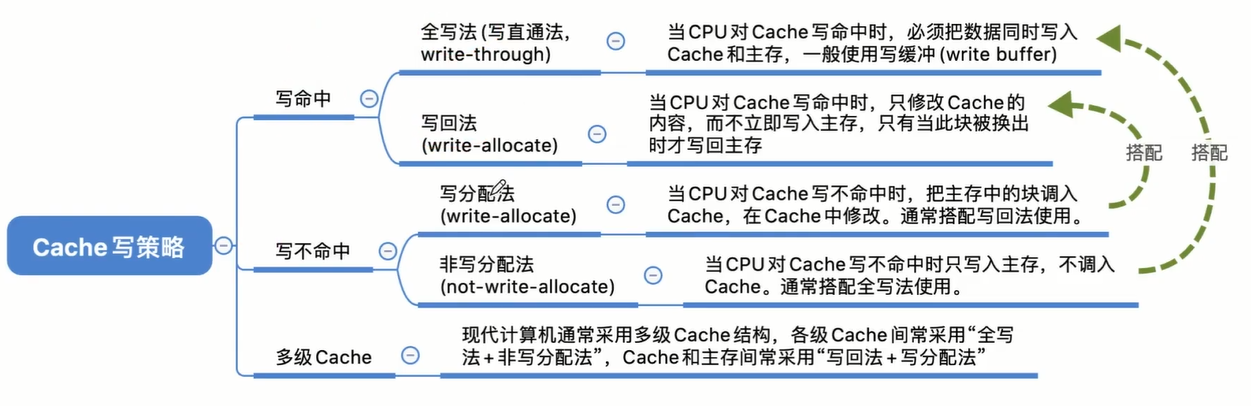 Cache写策略
写命中
全写法(写直通法,
write-through)
当CPU对Cache写命中时,必须把数据同时写入
Cache和主存,一般使用写缓冲(write buffer)
写回法
(write-allocate)
当CPU对Cache写命中时,只修改Cache的
内容,而不立即写入主存,只有当此块被换出
时才写回主存
写不命中
写分配法
(write-allocate)
当CPU对Cache写不命中时,把主存中的块调入
Cache,在Cache中修改。通常搭配写回法使用。
非写分配法
(not-write-allocate)
当CPU对Cache写不命中时只写入主存,不调入
Cache。通常搭配全写法使用。
搭配
搭配
多级Cache
现代计算机通常采用多级Cache结构,各级Cache间常采用“全写
法+非写分配法”,Cache和主存间常采用“写回法+写分配法”